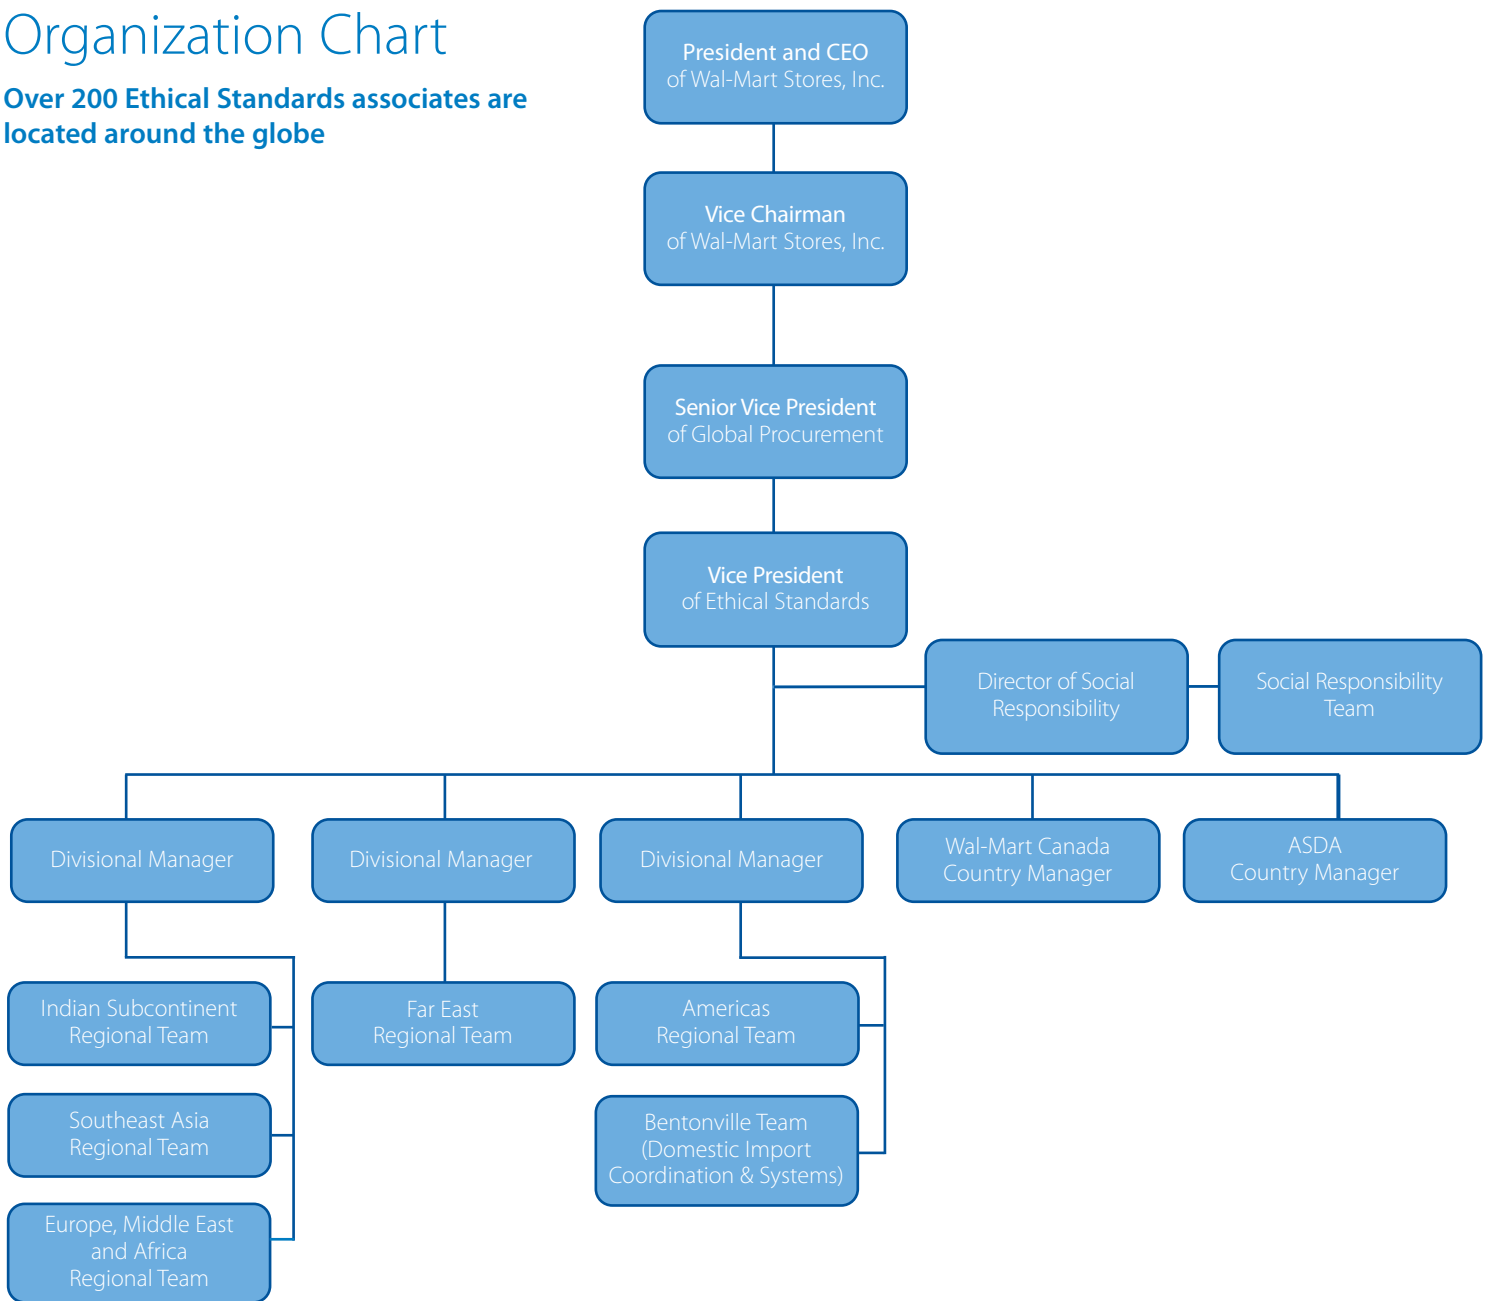 Organization Chart
Over 200 Ethical Standards associates are
located around the globe
President and CEO
of Wal-Mart Stores, Inc.
Vice Chairman
of Wal-Mart Stores, Inc.
Senior Vice President
of Global Procurement
Vice President
of Ethical Standards
Director of Social
Responsibility
Social Responsibility
Team
Divisional Manager
Divisional Manager
Divisional Manager
Wal-Mart Canada
Country Manager
ASDA
Country Manager
Indian Subcontinent
Regional Team
Far East
Regional Team
Americas
Regional Team
Southeast Asia
Regional Team
Bentonville Team
(Domestic Import
Coordination & Systems)
Europe, Middle East
and Africa
Regional Team